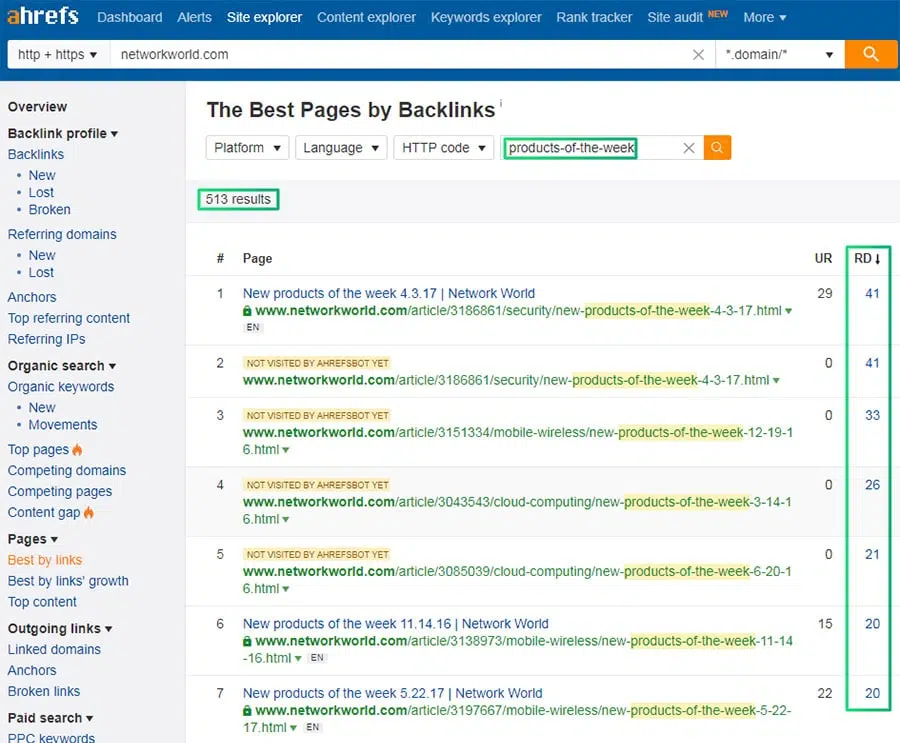 ahrefs Dashboard Alerts Site explorer Content explorer Keywords explorer Rank tracker Site audit NEW More
http + https networkworld.com *.domain/*
Overview
Backlink profile
Backlinks
• New
• Lost
• Broken
Referring domains
• New
• Lost
Anchors
Top referring content
Referring IPs
Organic search
Organic keywords
• New
• Movements
Top pages
Competing domains
Competing pages
Content gap
Pages
Best by links
Best by links' growth
Top content
Outgoing links
Linked domains
Anchors
Broken links
Paid search
PPC keywords
The Best Pages by Backlinks i
Platform Language HTTP code products-of-the-week
513 results
# Page UR RD↓
1 New products of the week 4.3.17 | Network World 29 41
www.networkworld.com/article/3186861/security/new-products-of-the-week-4-3-17.html
EN
2 NOT VISITED BY AHREFSBOT YET 0 41
www.networkworld.com/article/3186861/security/new-products-of-the-week-4-3-17.html
3 NOT VISITED BY AHREFSBOT YET 0 33
www.networkworld.com/article/3151334/mobile-wireless/new-products-of-the-week-12-19-1
6.html
4 NOT VISITED BY AHREFSBOT YET 0 26
www.networkworld.com/article/3043543/cloud-computing/new-products-of-the-week-3-14-1
6.html
5 NOT VISITED BY AHREFSBOT YET 0 21
www.networkworld.com/article/3085039/cloud-computing/new-products-of-the-week-6-20-1
6.html
6 New products of the week 11.14.16 | Network World 15 20
www.networkworld.com/article/3138973/mobile-wireless/new-products-of-the-week-11-14
-16.html EN
7 New products of the week 5.22.17 | Network World 22 20
www.networkworld.com/article/3197667/mobile-wireless/new-products-of-the-week-5-22-
17.html EN